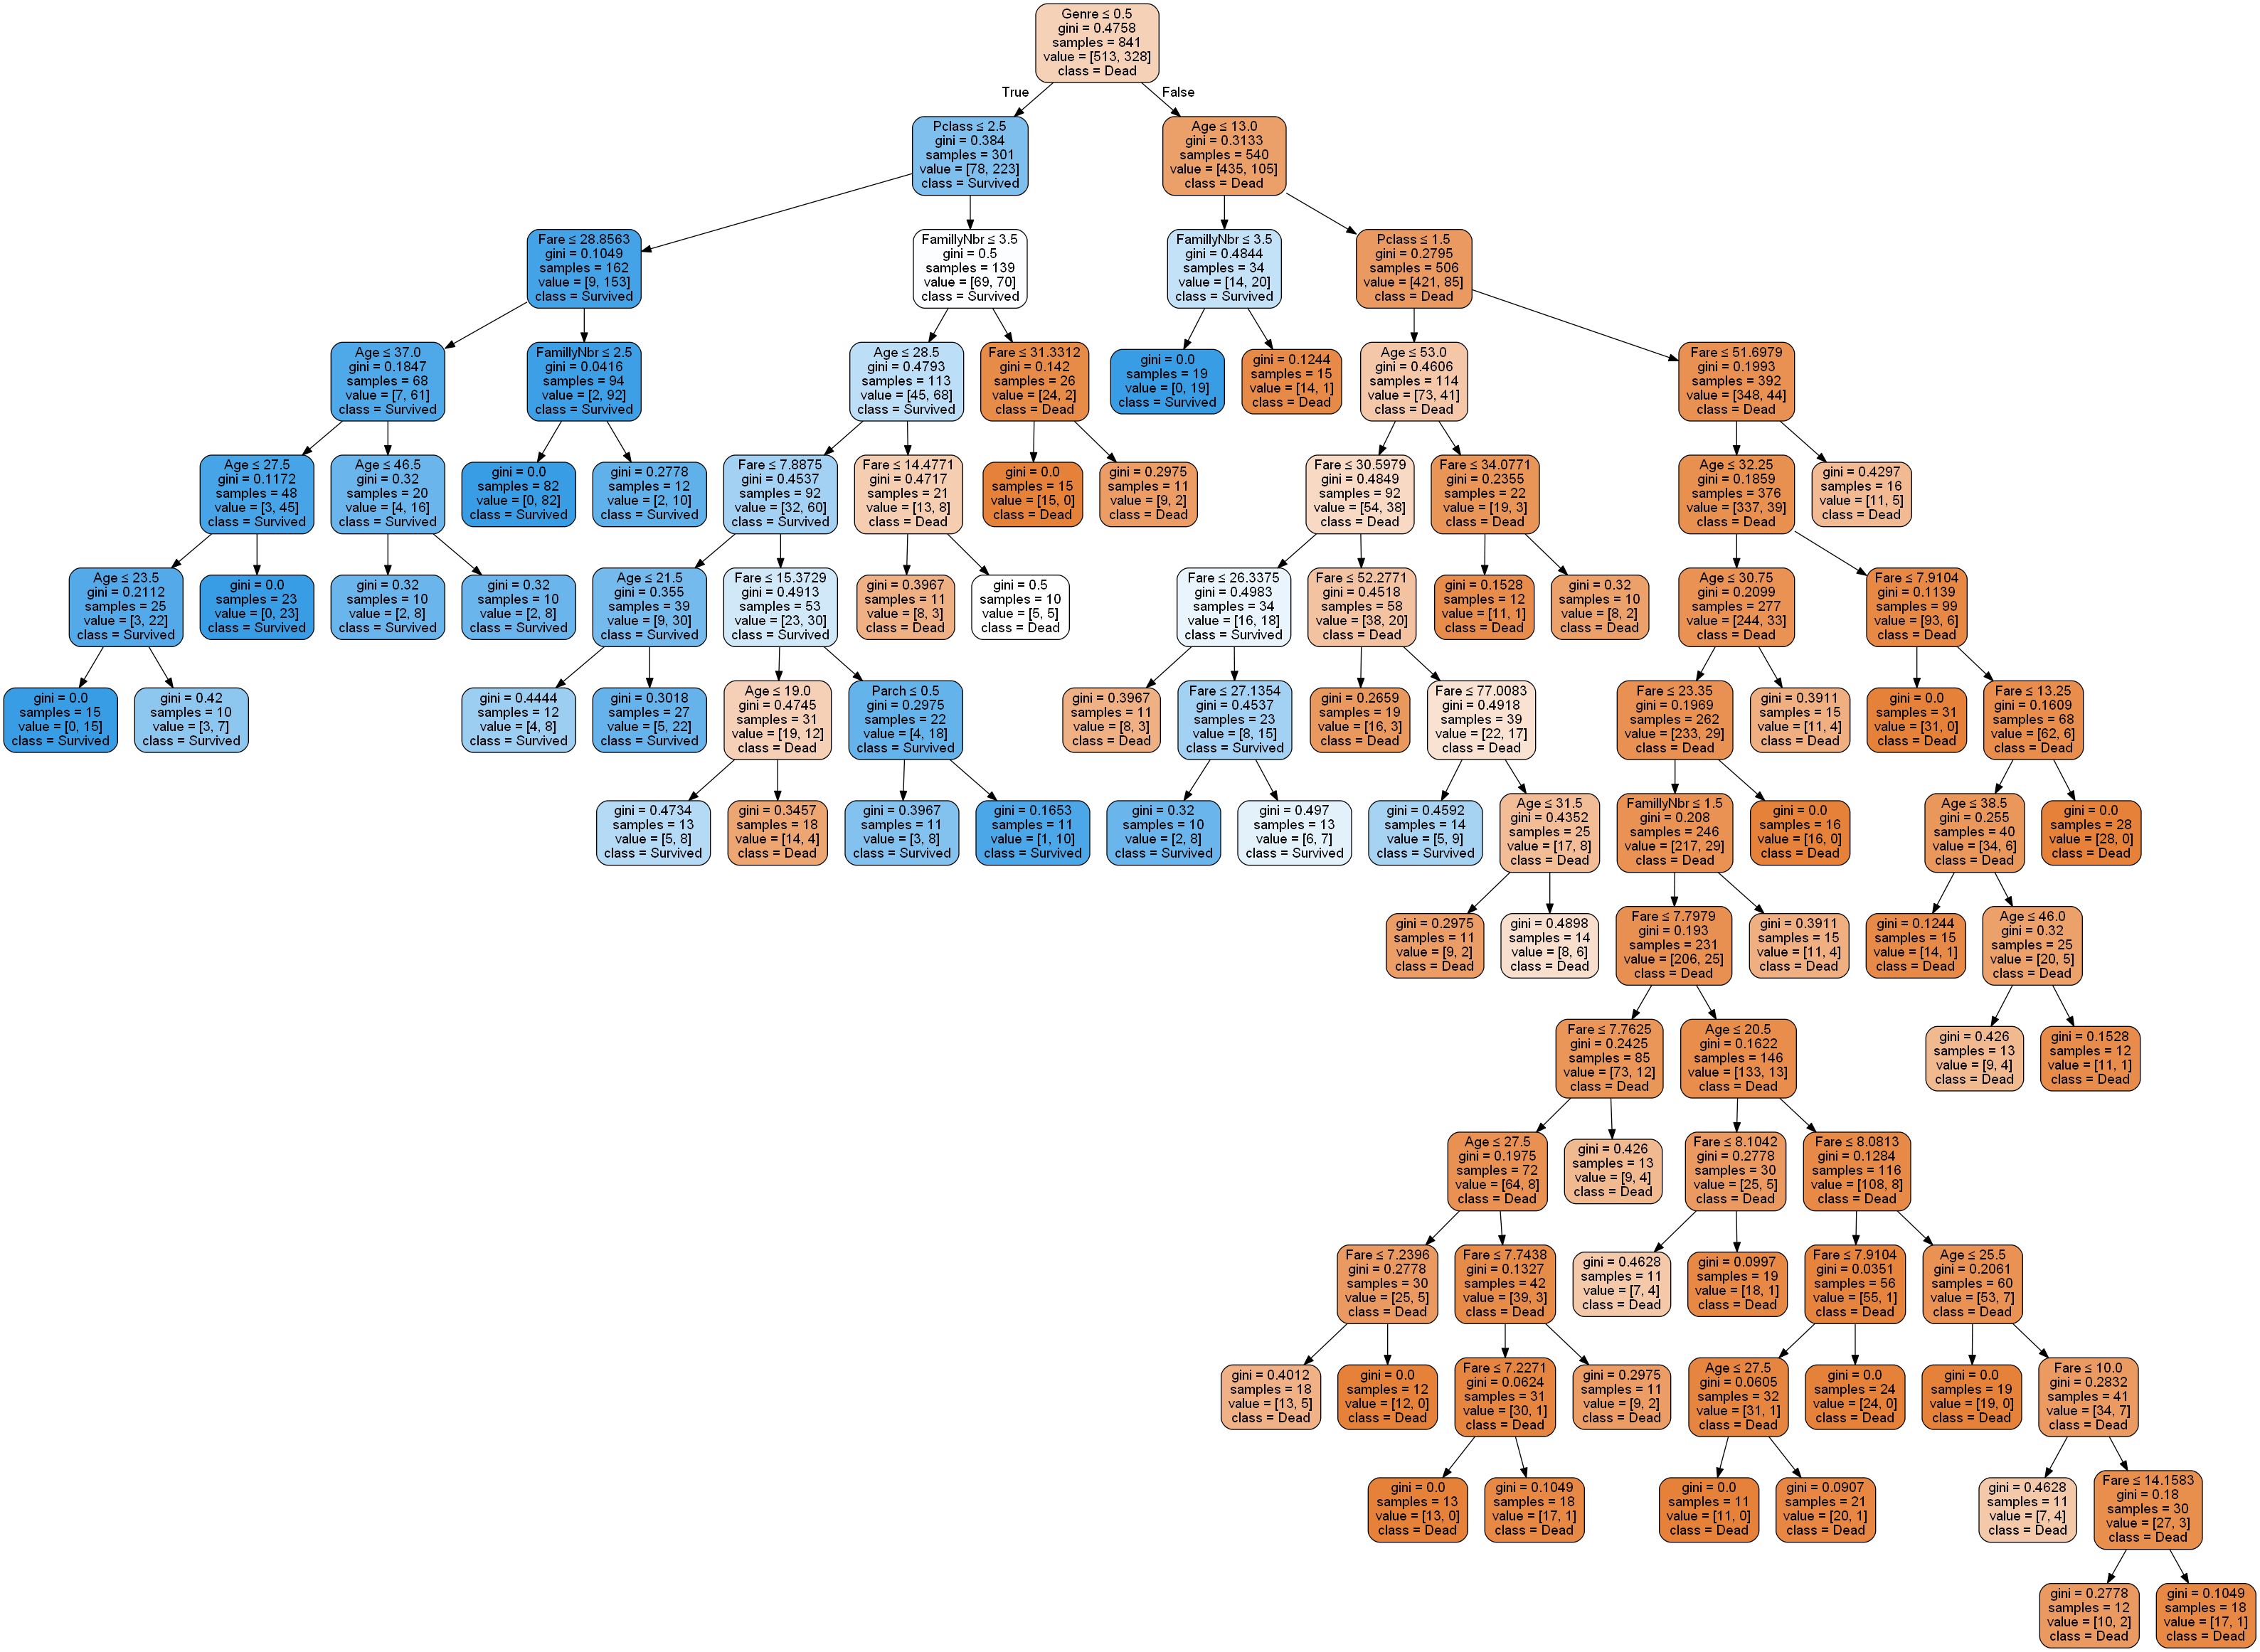 Genre ≤ 0.5
gini = 0.4758
samples = 841
value = [513, 328]
class = Dead
True
False
Pclass ≤ 2.5
gini = 0.384
samples = 301
value = [78, 223]
class = Survived
Age ≤ 13.0
gini = 0.3133
samples = 540
value = [435, 105]
class = Dead
Fare ≤ 28.8563
gini = 0.1049
samples = 162
value = [9, 153]
class = Survived
FamillyNbr ≤ 3.5
gini = 0.5
samples = 139
value = [69, 70]
class = Survived
FamillyNbr ≤ 3.5
gini = 0.4844
samples = 34
value = [14, 20]
class = Survived
Pclass ≤ 1.5
gini = 0.2795
samples = 506
value = [421, 85]
class = Dead
Age ≤ 37.0
gini = 0.1847
samples = 68
value = [7, 61]
class = Survived
FamillyNbr ≤ 2.5
gini = 0.0416
samples = 94
value = [2, 92]
class = Survived
Age ≤ 28.5
gini = 0.4793
samples = 113
value = [45, 68]
class = Survived
Fare ≤ 31.3312
gini = 0.142
samples = 26
value = [24, 2]
class = Dead
gini = 0.0
samples = 19
value = [0, 19]
class = Survived
gini = 0.1244
samples = 15
value = [14, 1]
class = Dead
Age ≤ 53.0
gini = 0.4606
samples = 114
value = [73, 41]
class = Dead
Fare ≤ 51.6979
gini = 0.1993
samples = 392
value = [348, 44]
class = Dead
Age ≤ 27.5
gini = 0.1172
samples = 48
value = [3, 45]
class = Survived
Age ≤ 46.5
gini = 0.32
samples = 20
value = [4, 16]
class = Survived
gini = 0.0
samples = 82
value = [0, 82]
class = Survived
gini = 0.2778
samples = 12
value = [2, 10]
class = Survived
Fare ≤ 7.8875
gini = 0.4537
samples = 92
value = [32, 60]
class = Survived
Fare ≤ 14.4771
gini = 0.4717
samples = 21
value = [13, 8]
class = Dead
gini = 0.0
samples = 15
value = [15, 0]
class = Dead
gini = 0.2975
samples = 11
value = [9, 2]
class = Dead
Fare ≤ 30.5979
gini = 0.4849
samples = 92
value = [54, 38]
class = Dead
Fare ≤ 34.0771
gini = 0.2355
samples = 22
value = [19, 3]
class = Dead
Age ≤ 32.25
gini = 0.1859
samples = 376
value = [337, 39]
class = Dead
gini = 0.4297
samples = 16
value = [11, 5]
class = Dead
Age ≤ 23.5
gini = 0.2112
samples = 25
value = [3, 22]
class = Survived
gini = 0.0
samples = 23
value = [0, 23]
class = Survived
gini = 0.32
samples = 10
value = [2, 8]
class = Survived
gini = 0.32
samples = 10
value = [2, 8]
class = Survived
Age ≤ 21.5
gini = 0.355
samples = 39
value = [9, 30]
class = Survived
Fare ≤ 15.3729
gini = 0.4913
samples = 53
value = [23, 30]
class = Survived
gini = 0.3967
samples = 11
value = [8, 3]
class = Dead
gini = 0.5
samples = 10
value = [5, 5]
class = Dead
Fare ≤ 26.3375
gini = 0.4983
samples = 34
value = [16, 18]
class = Survived
Fare ≤ 52.2771
gini = 0.4518
samples = 58
value = [38, 20]
class = Dead
gini = 0.1528
samples = 12
value = [11, 1]
class = Dead
gini = 0.32
samples = 10
value = [8, 2]
class = Dead
Age ≤ 30.75
gini = 0.2099
samples = 277
value = [244, 33]
class = Dead
Fare ≤ 7.9104
gini = 0.1139
samples = 99
value = [93, 6]
class = Dead
gini = 0.0
samples = 15
value = [0, 15]
class = Survived
gini = 0.42
samples = 10
value = [3, 7]
class = Survived
gini = 0.4444
samples = 12
value = [4, 8]
class = Survived
gini = 0.3018
samples = 27
value = [5, 22]
class = Survived
Age ≤ 19.0
gini = 0.4745
samples = 31
value = [19, 12]
class = Dead
Parch ≤ 0.5
gini = 0.2975
samples = 22
value = [4, 18]
class = Survived
gini = 0.3967
samples = 11
value = [8, 3]
class = Dead
Fare ≤ 27.1354
gini = 0.4537
samples = 23
value = [8, 15]
class = Survived
gini = 0.2659
samples = 19
value = [16, 3]
class = Dead
Fare ≤ 77.0083
gini = 0.4918
samples = 39
value = [22, 17]
class = Dead
Fare ≤ 23.35
gini = 0.1969
samples = 262
value = [233, 29]
class = Dead
gini = 0.3911
samples = 15
value = [11, 4]
class = Dead
gini = 0.0
samples = 31
value = [31, 0]
class = Dead
Fare ≤ 13.25
gini = 0.1609
samples = 68
value = [62, 6]
class = Dead
gini = 0.4734
samples = 13
value = [5, 8]
class = Survived
gini = 0.3457
samples = 18
value = [14, 4]
class = Dead
gini = 0.3967
samples = 11
value = [3, 8]
class = Survived
gini = 0.1653
samples = 11
value = [1, 10]
class = Survived
gini = 0.32
samples = 10
value = [2, 8]
class = Survived
gini = 0.497
samples = 13
value = [6, 7]
class = Survived
gini = 0.4592
samples = 14
value = [5, 9]
class = Survived
Age ≤ 31.5
gini = 0.4352
samples = 25
value = [17, 8]
class = Dead
FamillyNbr ≤ 1.5
gini = 0.208
samples = 246
value = [217, 29]
class = Dead
gini = 0.0
samples = 16
value = [16, 0]
class = Dead
Age ≤ 38.5
gini = 0.255
samples = 40
value = [34, 6]
class = Dead
gini = 0.0
samples = 28
value = [28, 0]
class = Dead
gini = 0.2975
samples = 11
value = [9, 2]
class = Dead
gini = 0.4898
samples = 14
value = [8, 6]
class = Dead
Fare ≤ 7.7979
gini = 0.193
samples = 231
value = [206, 25]
class = Dead
gini = 0.3911
samples = 15
value = [11, 4]
class = Dead
gini = 0.1244
samples = 15
value = [14, 1]
class = Dead
Age ≤ 46.0
gini = 0.32
samples = 25
value = [20, 5]
class = Dead
Fare ≤ 7.7625
gini = 0.2425
samples = 85
value = [73, 12]
class = Dead
Age ≤ 20.5
gini = 0.1622
samples = 146
value = [133, 13]
class = Dead
gini = 0.426
samples = 13
value = [9, 4]
class = Dead
gini = 0.1528
samples = 12
value = [11, 1]
class = Dead
Age ≤ 27.5
gini = 0.1975
samples = 72
value = [64, 8]
class = Dead
gini = 0.426
samples = 13
value = [9, 4]
class = Dead
Fare ≤ 8.1042
gini = 0.2778
samples = 30
value = [25, 5]
class = Dead
Fare ≤ 8.0813
gini = 0.1284
samples = 116
value = [108, 8]
class = Dead
Fare ≤ 7.2396
gini = 0.2778
samples = 30
value = [25, 5]
class = Dead
Fare ≤ 7.7438
gini = 0.1327
samples = 42
value = [39, 3]
class = Dead
gini = 0.4628
samples = 11
value = [7, 4]
class = Dead
gini = 0.0997
samples = 19
value = [18, 1]
class = Dead
Fare ≤ 7.9104
gini = 0.0351
samples = 56
value = [55, 1]
class = Dead
Age ≤ 25.5
gini = 0.2061
samples = 60
value = [53, 7]
class = Dead
gini = 0.4012
samples = 18
value = [13, 5]
class = Dead
gini = 0.0
samples = 12
value = [12, 0]
class = Dead
Fare ≤ 7.2271
gini = 0.0624
samples = 31
value = [30, 1]
class = Dead
gini = 0.2975
samples = 11
value = [9, 2]
class = Dead
Age ≤ 27.5
gini = 0.0605
samples = 32
value = [31, 1]
class = Dead
gini = 0.0
samples = 24
value = [24, 0]
class = Dead
gini = 0.0
samples = 19
value = [19, 0]
class = Dead
Fare ≤ 10.0
gini = 0.2832
samples = 41
value = [34, 7]
class = Dead
gini = 0.0
samples = 13
value = [13, 0]
class = Dead
gini = 0.1049
samples = 18
value = [17, 1]
class = Dead
gini = 0.0
samples = 11
value = [11, 0]
class = Dead
gini = 0.0907
samples = 21
value = [20, 1]
class = Dead
gini = 0.4628
samples = 11
value = [7, 4]
class = Dead
Fare ≤ 14.1583
gini = 0.18
samples = 30
value = [27, 3]
class = Dead
gini = 0.2778
samples = 12
value = [10, 2]
class = Dead
gini = 0.1049
samples = 18
value = [17, 1]
class = Dead